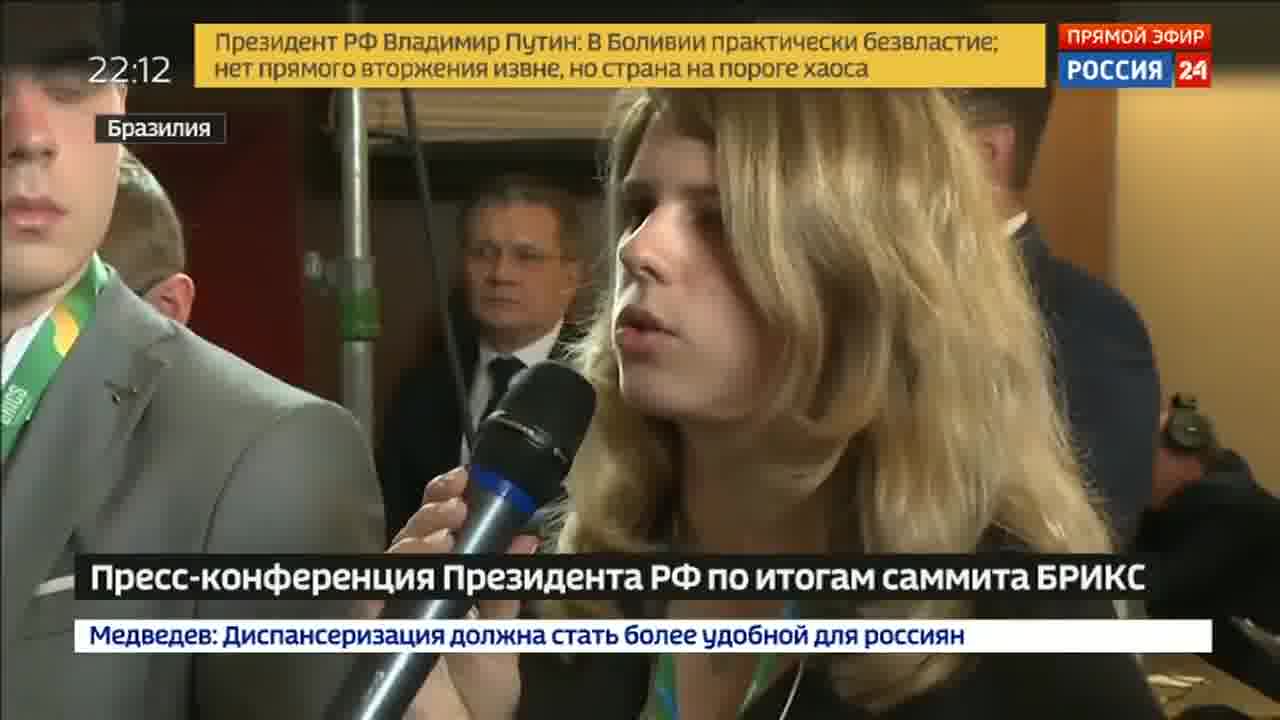 22:12
Президент РФ Владимир Путин: В Боливии практически безвластие;
нет прямого вторжения извне, но страна на пороге хаоса
ПРЯМОЙ ЭФИР
РОССИЯ 24
Бразилия
Пресс-конференция Президента РФ по итогам саммита БРИКС
Медведев: Диспансеризация должна стать более удобной для россиян